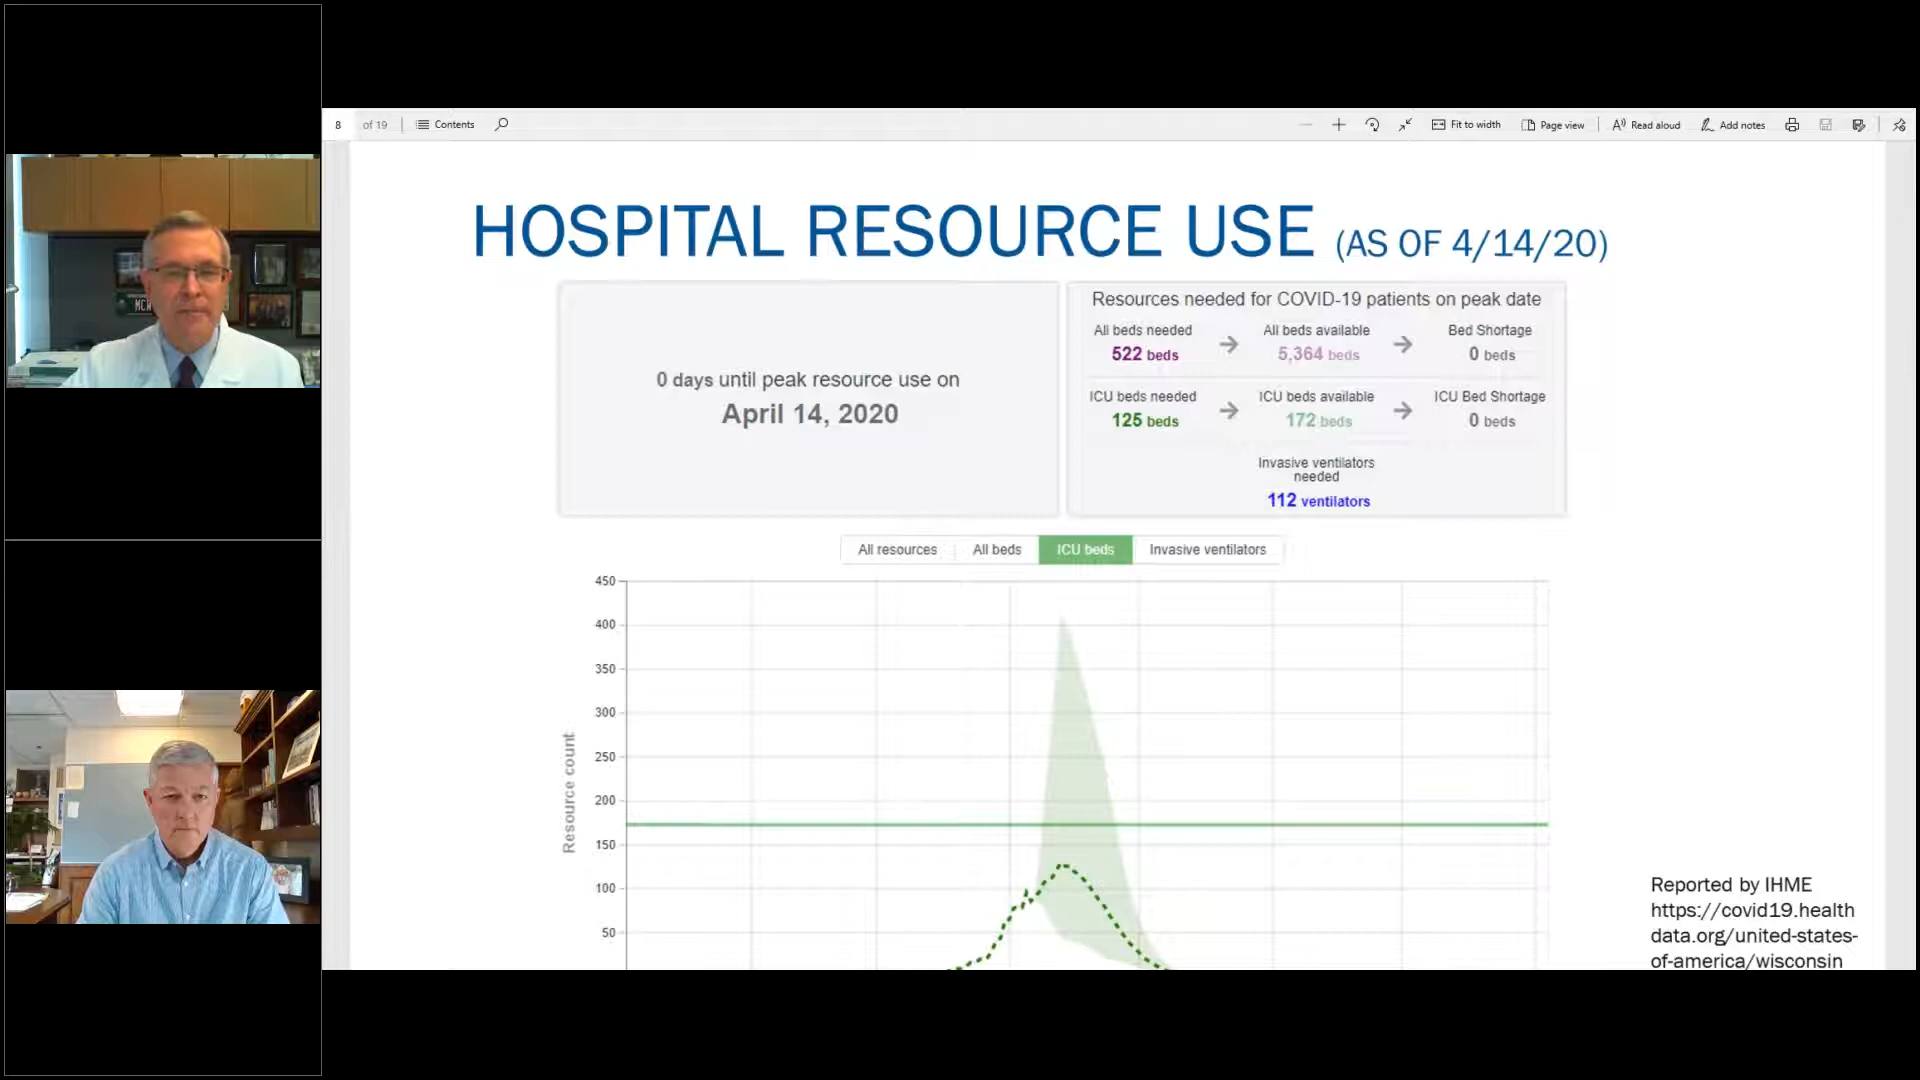 8 of 19 Contents Fit to width Page view Read aloud Add notes
HOSPITAL RESOURCE USE (AS OF 4/14/20)
0 days until peak resource use on
April 14, 2020
Resources needed for COVID-19 patients on peak date
All beds needed All beds available Bed Shortage
522 beds 5,364 beds 0 beds
ICU beds needed ICU beds available ICU Bed Shortage
125 beds 172 beds 0 beds
Invasive ventilators
needed
112 ventilators
All resources All beds ICU beds Invasive ventilators
450
400
350
300
250
200
150
100
50
Resource count
Reported by IHME
https://covid19.health
data.org/united-states-
of-america/wisconsin